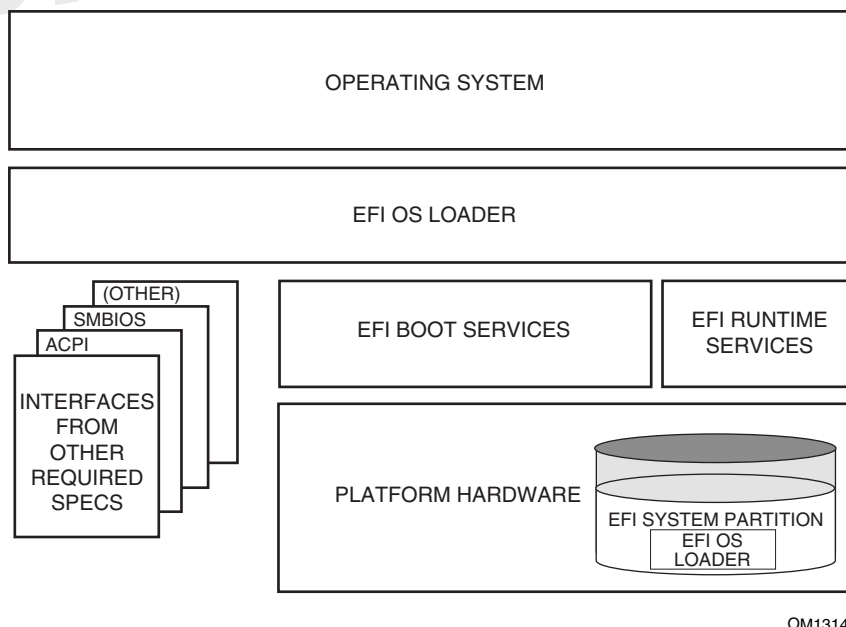 OPERATING SYSTEM
EFI OS LOADER
(OTHER)
SMBIOS
ACPI
INTERFACES
FROM
OTHER
REQUIRED
SPECS
EFI BOOT SERVICES
EFI RUNTIME
SERVICES
PLATFORM HARDWARE
EFI SYSTEM PARTITION
EFI OS
LOADER
OM1314